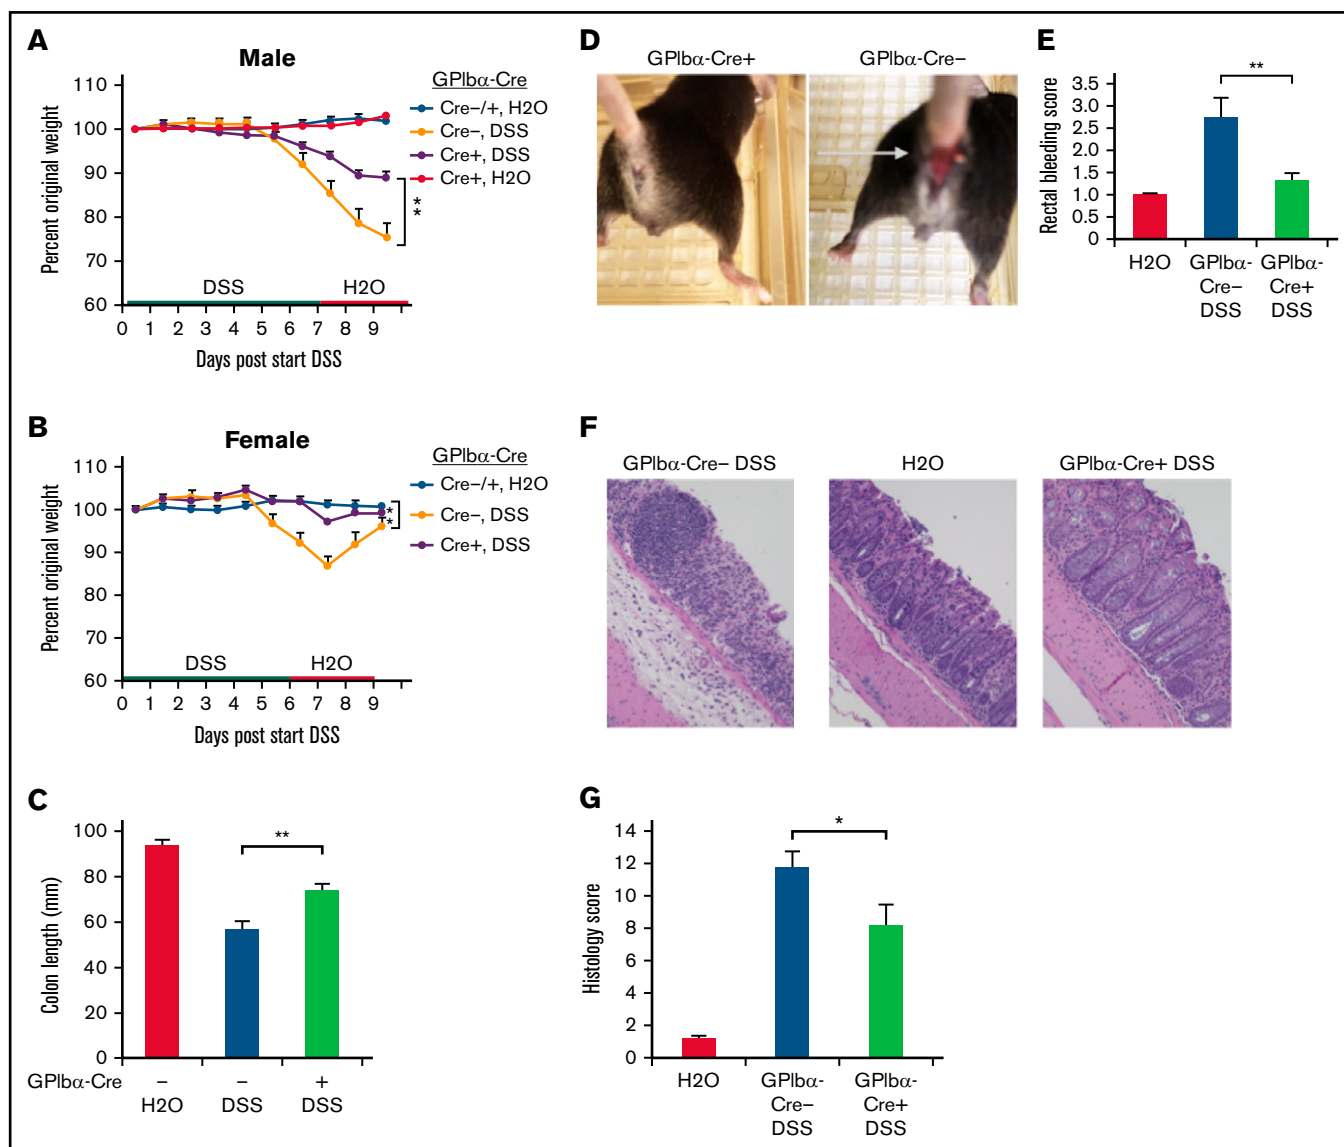 A
Male
Percent original weight
110
100
90
80
70
60
DSS
H2O
0 1 2 3 4 5 6 7 8 9
Days post start DSS
GPIbα-Cre
Cre–/+, H2O
Cre–, DSS
Cre+, DSS
Cre+, H2O
**
B
Female
Percent original weight
110
100
90
80
70
60
DSS
H2O
0 1 2 3 4 5 6 7 8 9
Days post start DSS
GPIbα-Cre
Cre–/+, H2O
Cre–, DSS
Cre+, DSS
**
C
Colon length (mm)
100
80
60
40
20
0
**
GPIbα-Cre – – +
H2O DSS DSS
D
GPIbα-Cre+ GPIbα-Cre–
E
Rectal bleeding score
3.5
3.0
2.5
2.0
1.5
1.0
0.5
0
**
H2O GPIbα- GPIbα-
Cre– Cre+
DSS DSS
F
GPIbα-Cre– DSS H2O GPIbα-Cre+ DSS
G
Histology score
14
12
10
8
6
4
2
0
*
H2O GPIbα- GPIbα-
Cre– Cre+
DSS DSS